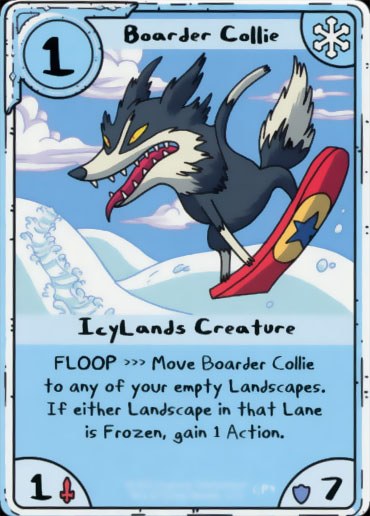 1
Boarder Collie
IcyLands Creature
FLOOP >>> Move Boarder Collie
to any of your empty Landscapes.
If either Landscape in that Lane
is Frozen, gain 1 Action.
1
7